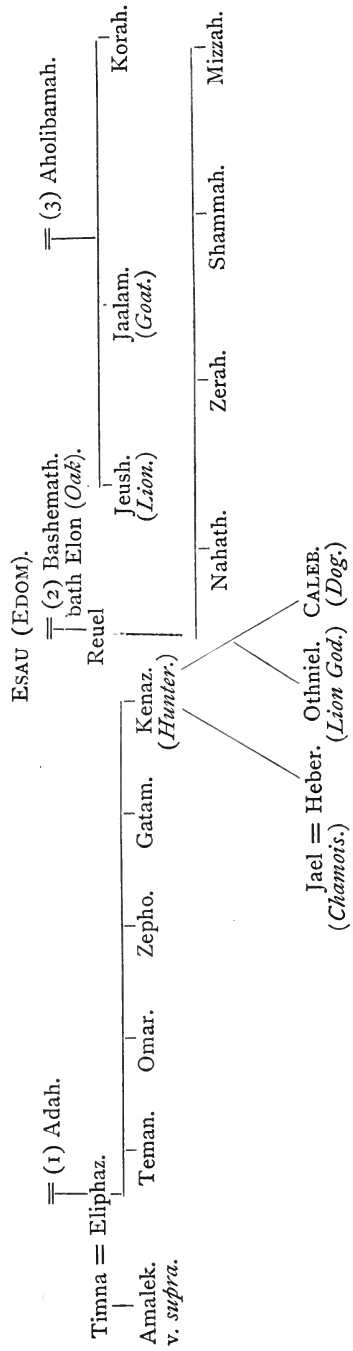 ESAU (EDOM).
= (1) Adah. = (2) Bashemath. = (3) Aholibamah.
bath Elon (Oak).
Timna = Eliphaz. Reuel
Amalek. Teman. Omar. Zepho. Gatam. Kenaz. Jeush. Jaalam. Korah.
v. supra. (Hunter.) (Lion.) (Goat.)
Nahath. Zerah. Shammah. Mizzah.
Jael = Heber. Othniel. CALEB.
(Chamois.) (Lion God.) (Dog.)